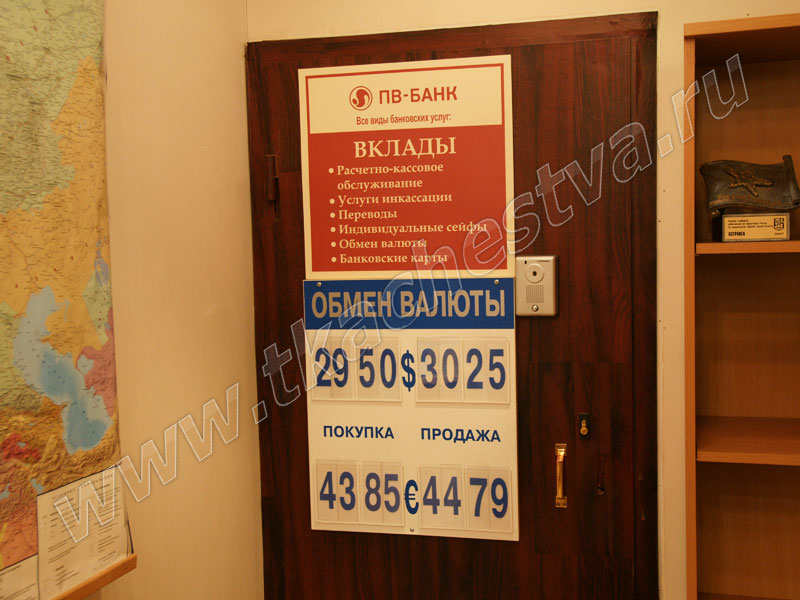 ПВ-БАНК
Все виды банковских услуг:
ВКЛАДЫ
• Расчетно-кассовое
обслуживание
• Услуги инкассации
• Переводы
• Индивидуальные сейфы
• Обмен валюты
• Банковские карты
ОБМЕН ВАЛЮТЫ
29 50 $ 30 25
ПОКУПКА ПРОДАЖА
43 85 € 44 79
www.tkachestva.ru